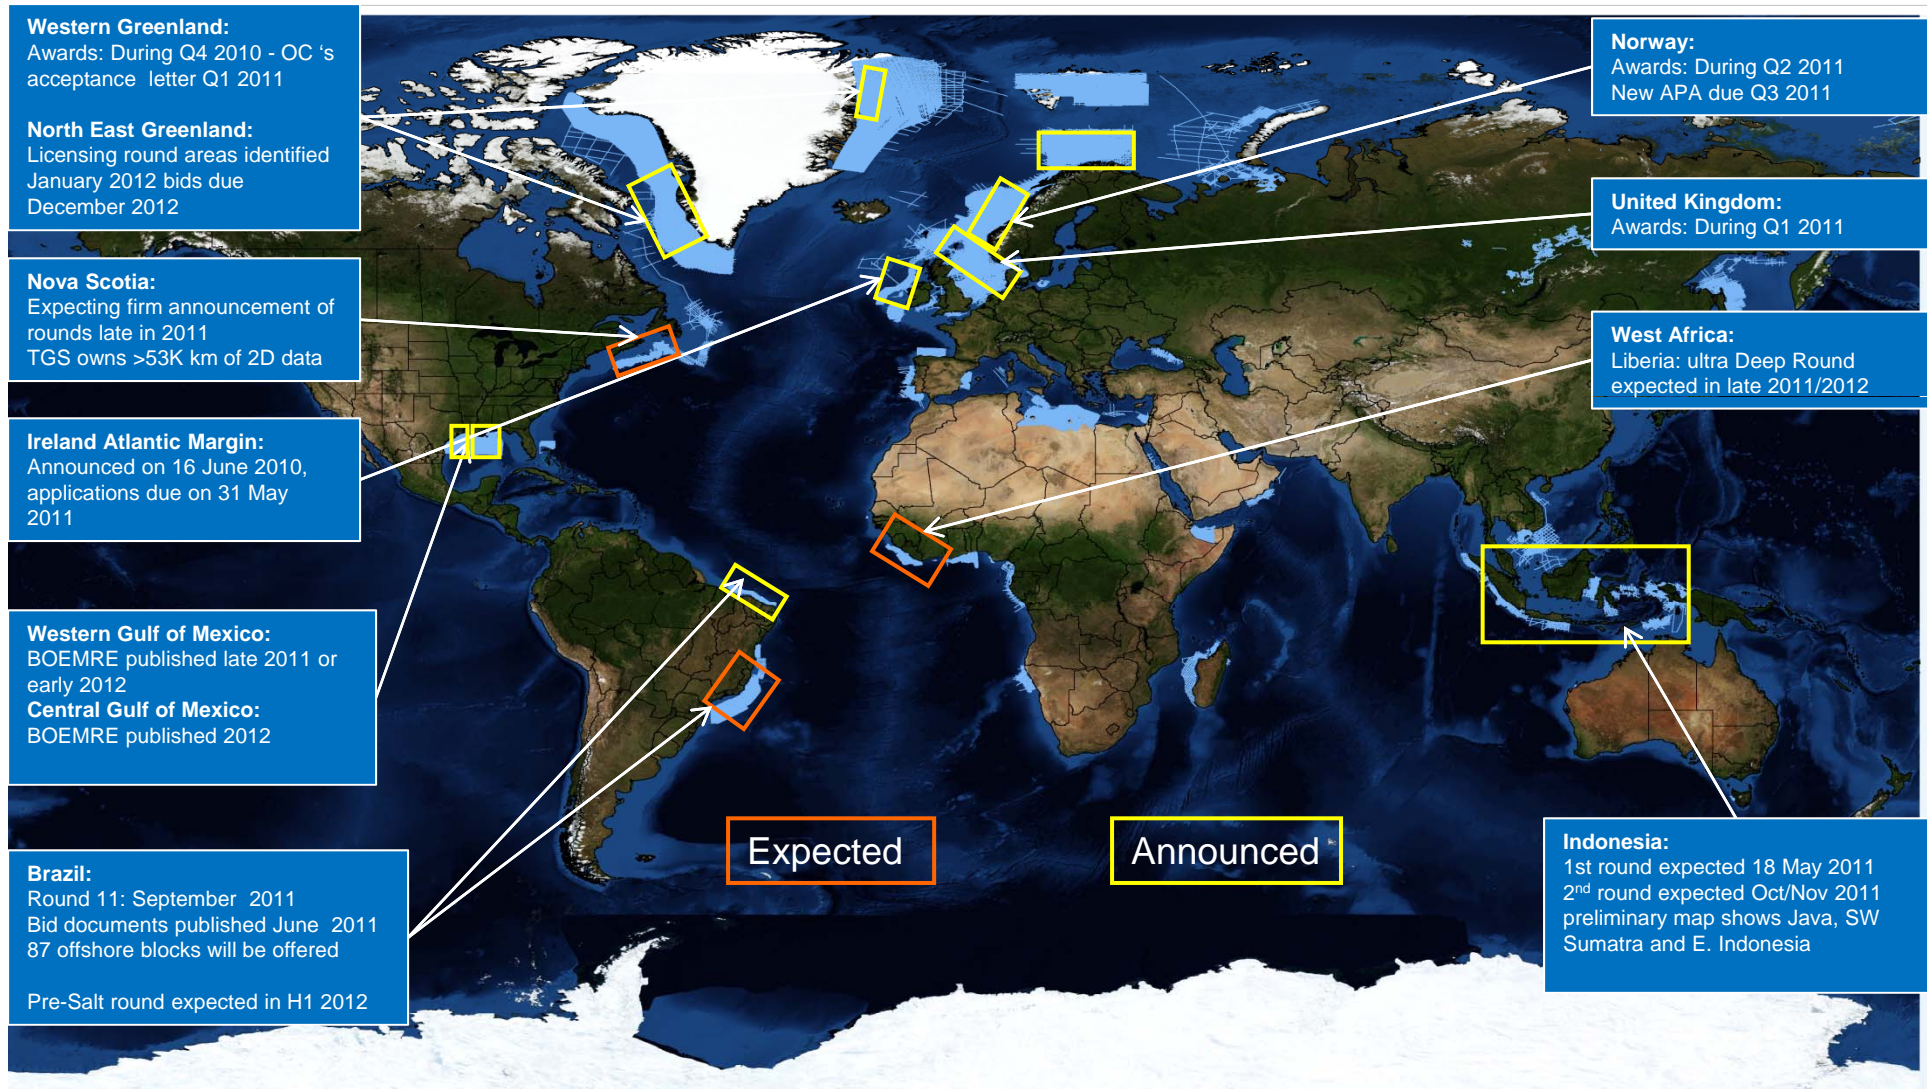 Western Greenland:
Awards: During Q4 2010 - OC ‘s
acceptance letter Q1 2011
North East Greenland:
Licensing round areas identified
January 2012 bids due
December 2012
Nova Scotia:
Expecting firm announcement of
rounds late in 2011
TGS owns >53K km of 2D data
Ireland Atlantic Margin:
Announced on 16 June 2010,
applications due on 31 May
2011
Western Gulf of Mexico:
BOEMRE published late 2011 or
early 2012
Central Gulf of Mexico:
BOEMRE published 2012
Brazil:
Round 11: September 2011
Bid documents published June 2011
87 offshore blocks will be offered
Pre-Salt round expected in H1 2012
Expected
Announced
Norway:
Awards: During Q2 2011
New APA due Q3 2011
United Kingdom:
Awards: During Q1 2011
West Africa:
Liberia: ultra Deep Round
expected in late 2011/2012
Indonesia:
1st round expected 18 May 2011
2nd round expected Oct/Nov 2011
preliminary map shows Java, SW
Sumatra and E. Indonesia